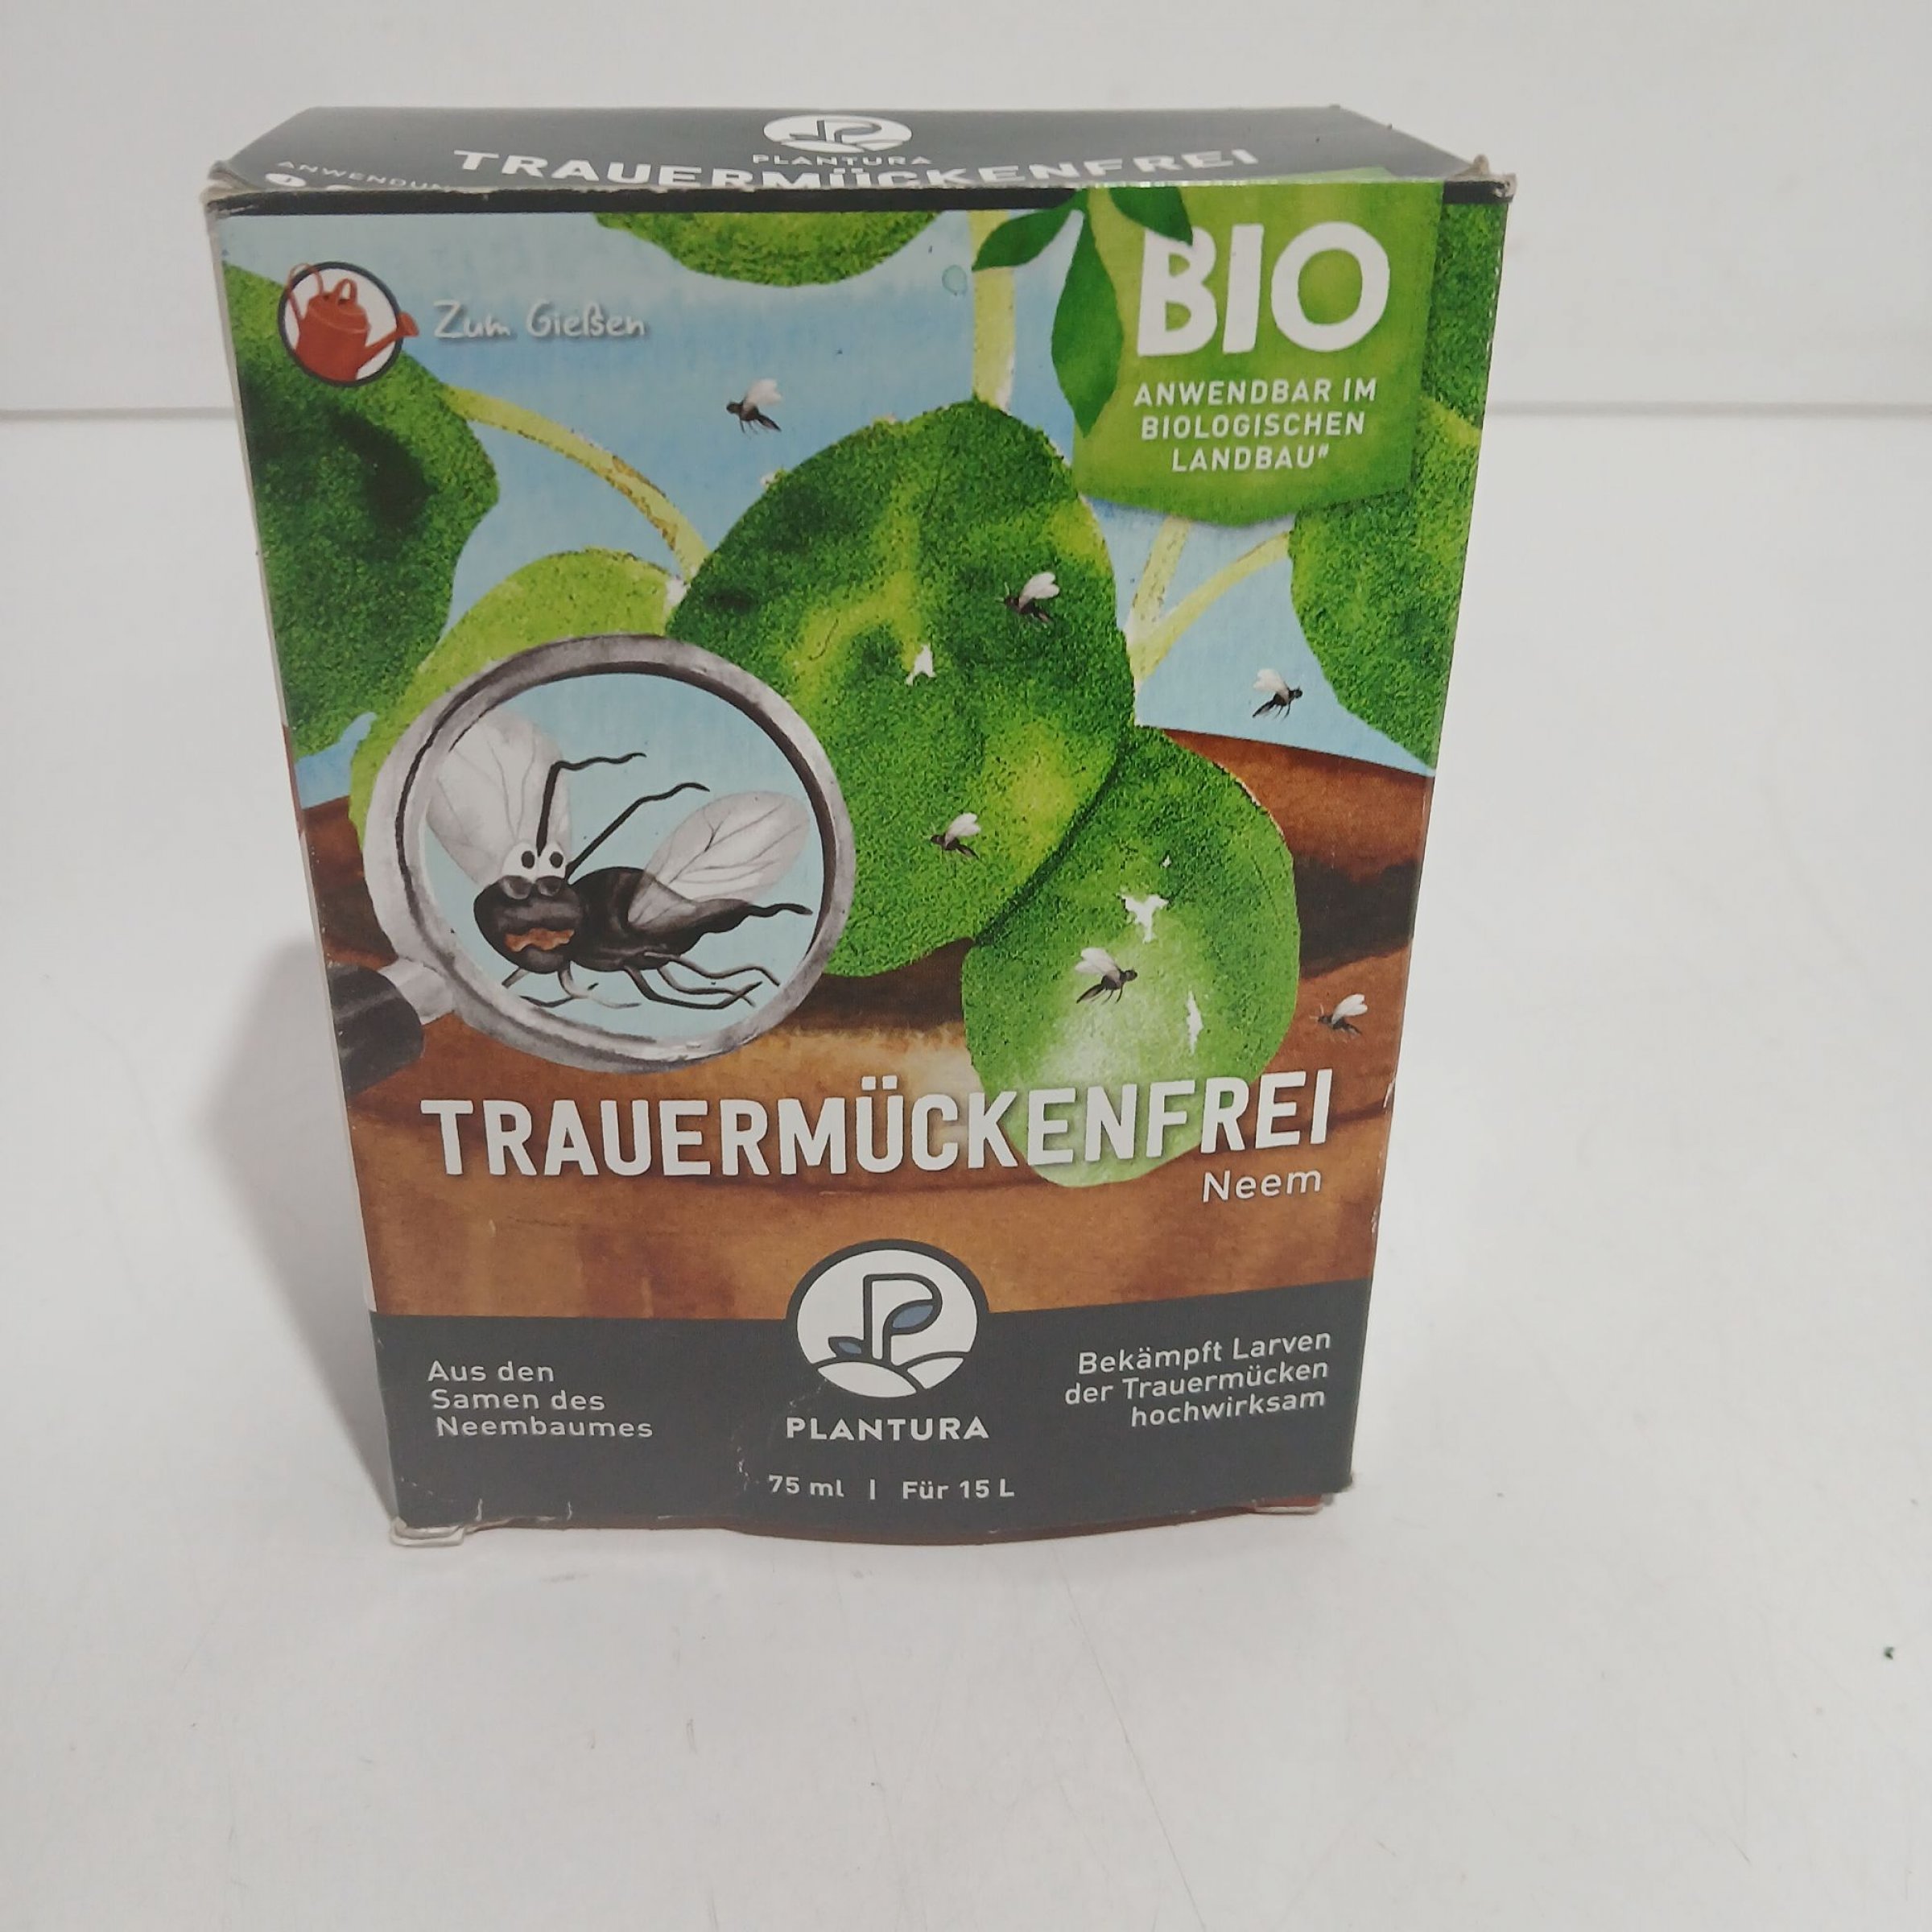 PLANTURA
TRAUERMÜCKENFREI
Zum Gießen
BIO
ANWENDBAR IM
BIOLOGISCHEN
LANDBAU"
TRAUERMÜCKENFREI
Neem
Aus den
Samen des
Neembaumes
PLANTURA
75 ml | Für 15 L
Bekämpft Larven
der Trauermücken
hochwirksam